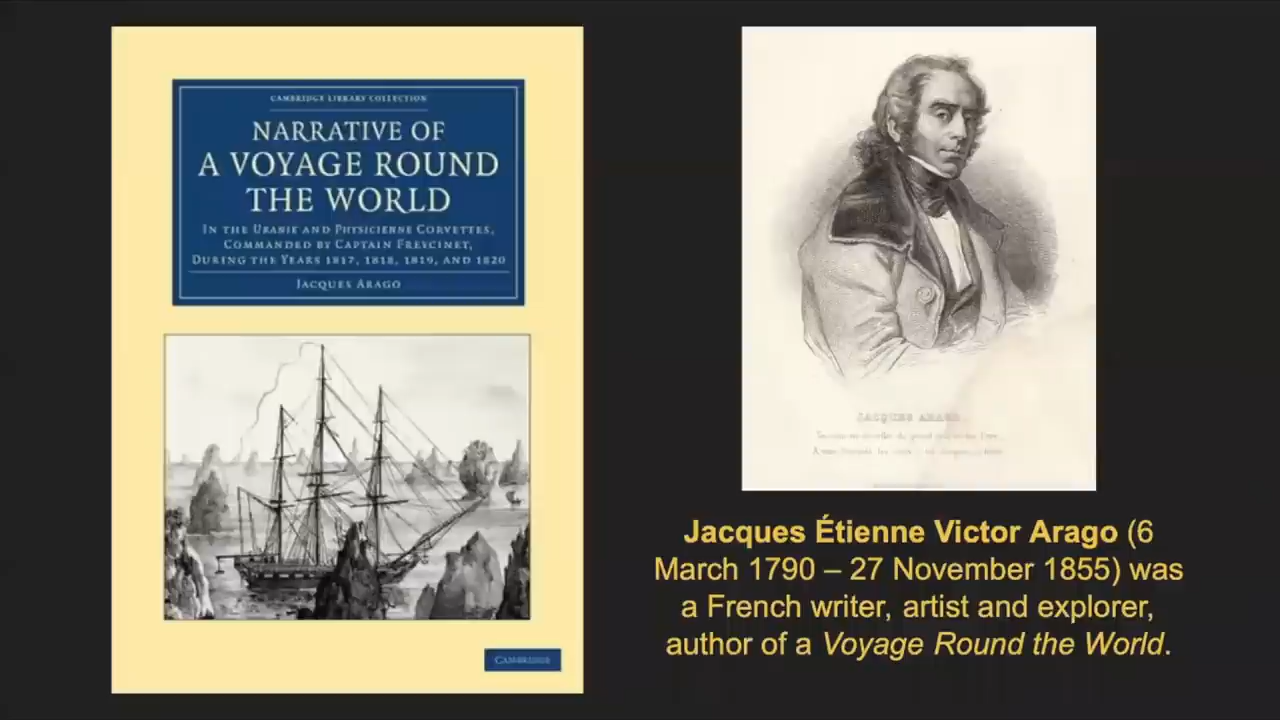 CAMBRIDGE LIBRARY COLLECTION
NARRATIVE OF
A VOYAGE ROUND
THE WORLD
IN THE URANIE AND PHYSICIENNE CORVETTES,
COMMANDED BY CAPTAIN FREYCINET,
DURING THE YEARS 1817, 1818, 1819, AND 1820
JACQUES ARAGO
CAMBRIDGE
JACQUES ARAGO
Jacques Étienne Victor Arago (6
March 1790 – 27 November 1855) was
a French writer, artist and explorer,
author of a Voyage Round the World.